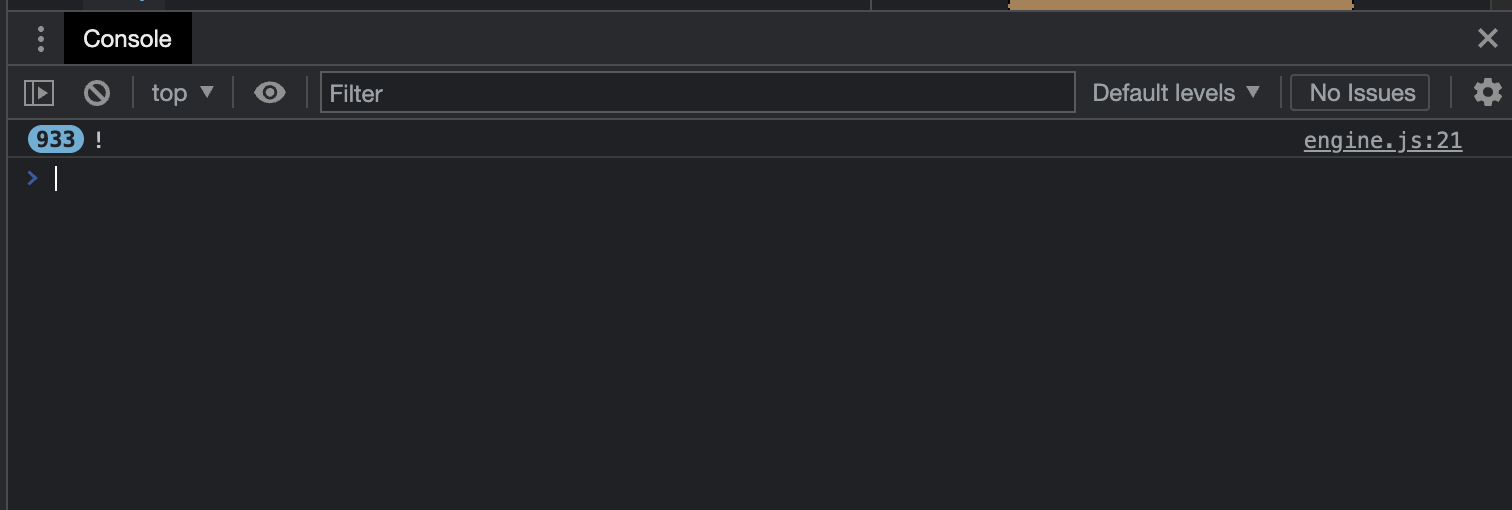 Console
top ▼ Filter Default levels ▼ No Issues
933 ! engine.js:21
>